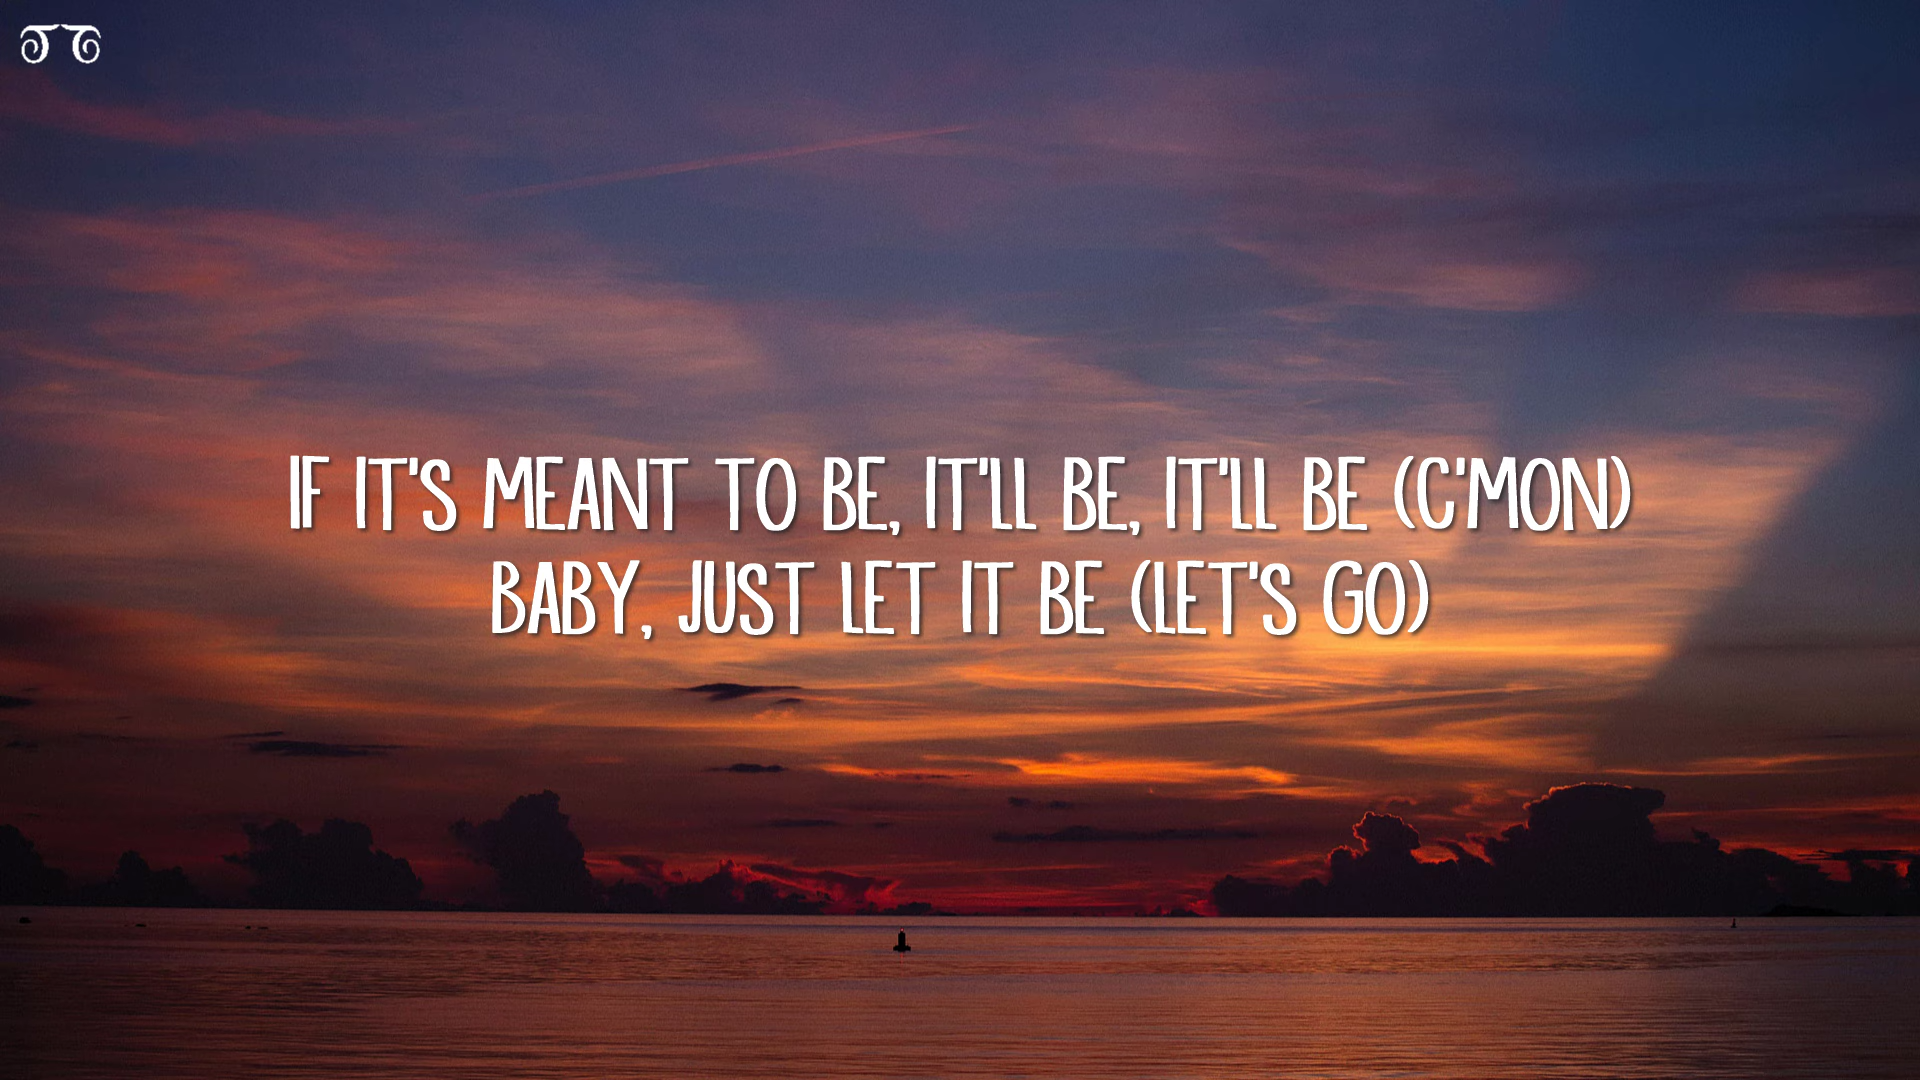 IF IT'S MEANT TO BE, IT'LL BE, IT'LL BE (C'MON)
BABY, JUST LET IT BE (LET'S GO)